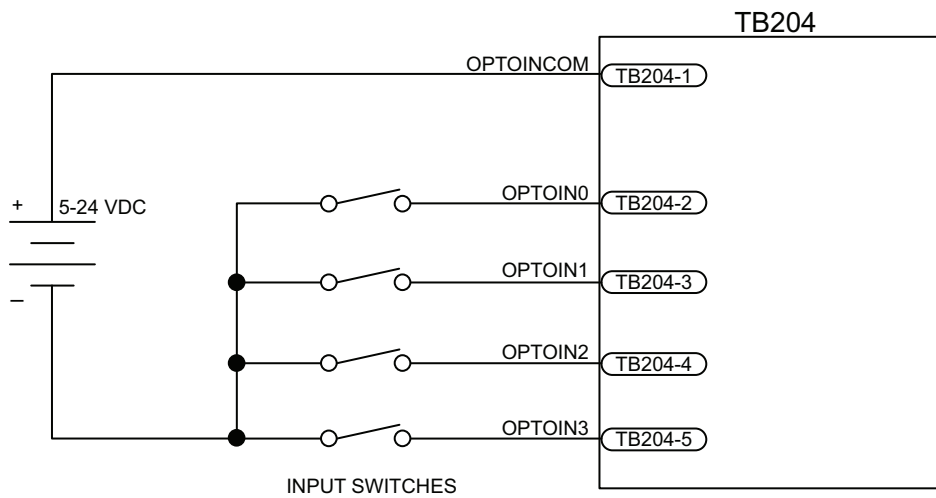 TB204
OPTOINCOM
TB204-1
+
5-24 VDC
OPTOIN0
TB204-2
OPTOIN1
TB204-3
–
OPTOIN2
TB204-4
OPTOIN3
TB204-5
INPUT SWITCHES